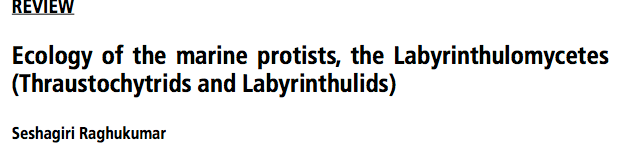 REVIEW
Ecology of the marine protists, the Labyrinthulomycetes
(Thraustochytrids and Labyrinthulids)
Seshagiri Raghukumar